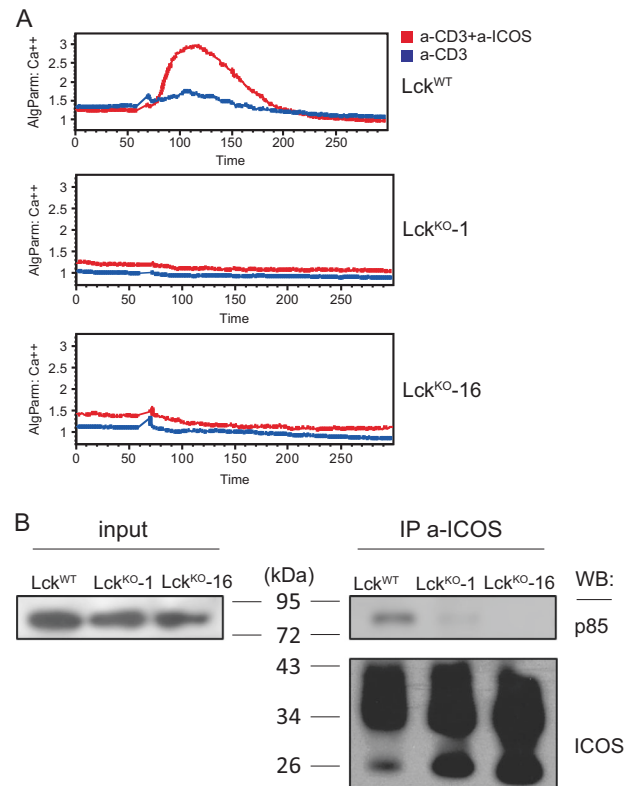 A
a-CD3+a-ICOS
a-CD3
Lck^WT
AlgParm: Ca++
3
2.5
2
1.5
1
0 50 100 150 200 250
Time
Lck^KO-1
AlgParm: Ca++
3
2.5
2
1.5
1
0 50 100 150 200 250
Time
Lck^KO-16
AlgParm: Ca++
3
2.5
2
1.5
1
0 50 100 150 200 250
Time
B
input
IP a-ICOS
Lck^WT Lck^KO-1 Lck^KO-16
(kDa)
Lck^WT Lck^KO-1 Lck^KO-16
WB:
95
72
p85
43
34
26
ICOS